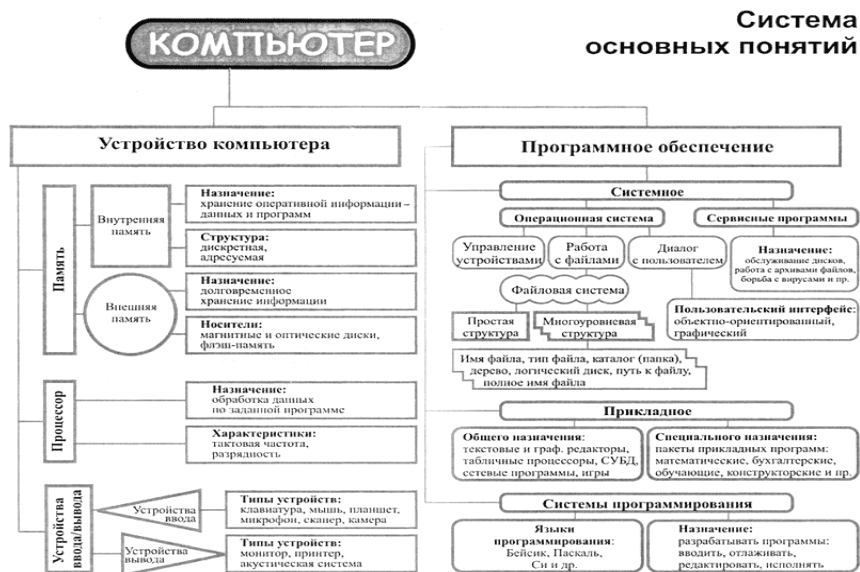 КОМПЬЮТЕР
Система
основных понятий
Устройство компьютера
Память
Внутренняя
память
Назначение:
хранение оперативной информации –
данных и программ
Структура:
дискретная,
адресуемая
Внешняя
память
Назначение:
долговременное
хранение информации
Носители:
магнитные и оптические диски,
флэш-память
Процессор
Назначение:
обработка данных
по заданной программе
Характеристики:
тактовая частота,
разрядность
Устройства
ввода/вывода
Устройства
ввода
Типы устройств:
клавиатура, мышь, планшет,
микрофон, сканер, камера
Устройства
вывода
Типы устройств:
монитор, принтер,
акустическая система
Программное обеспечение
Системное
Операционная система
Сервисные программы
Управление
устройствами
Работа
с файлами
Диалог
с пользователем
Назначение:
обслуживание дисков,
работа с архивами файлов,
борьба с вирусами и пр.
Файловая система
Пользовательский интерфейс:
объектно-ориентированный,
графический
Простая
структура
Многоуровневая
структура
Имя файла, тип файла, каталог (папка),
дерево, логический диск, путь к файлу,
полное имя файла
Прикладное
Общего назначения:
текстовые и граф. редакторы,
табличные процессоры, СУБД,
сетевые программы, игры
Специального назначения:
пакеты прикладных программ:
математические, бухгалтерские,
обучающие, конструкторские и пр.
Системы программирования
Языки
программирования:
Бейсик, Паскаль,
Си и др.
Назначение:
разрабатывать программы:
вводить, отлаживать,
редактировать, исполнять